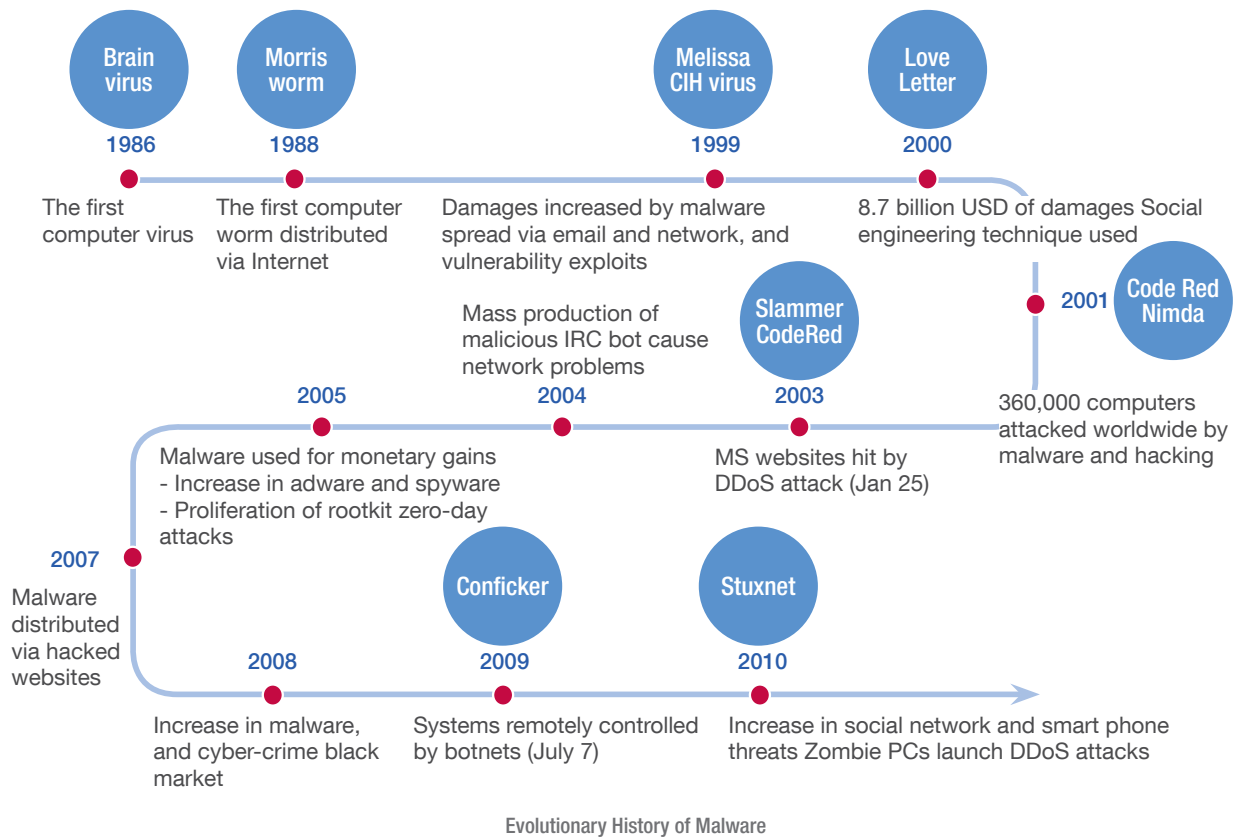 Brain
virus
1986
The first
computer virus
Morris
worm
1988
The first computer
worm distributed
via Internet
Melissa
CIH virus
1999
Damages increased by malware
spread via email and network, and
vulnerability exploits
Love
Letter
2000
8.7 billion USD of damages Social
engineering technique used
2001
Code Red
Nimda
360,000 computers
attacked worldwide by
malware and hacking
Slammer
CodeRed
2003
MS websites hit by
DDoS attack (Jan 25)
Mass production of
malicious IRC bot cause
network problems
2004
2005
Malware used for monetary gains
- Increase in adware and spyware
- Proliferation of rootkit zero-day
attacks
2007
Malware
distributed
via hacked
websites
2008
Increase in malware,
and cyber-crime black
market
Conficker
2009
Systems remotely controlled
by botnets (July 7)
Stuxnet
2010
Increase in social network and smart phone
threats Zombie PCs launch DDoS attacks
Evolutionary History of Malware